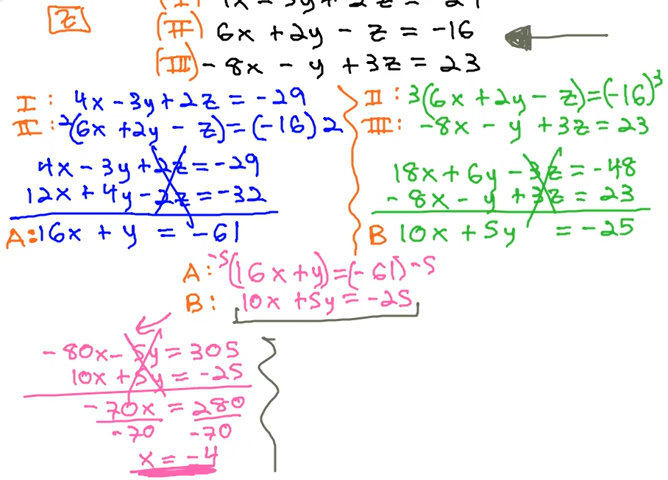 z
(II) 6x + 2y - z = -16
(III) -8x - y + 3z = 23
I: 4x - 3y + 2z = -29
II: 2(6x + 2y - z) = (-16)2
4x - 3y + 2z = -29
12x + 4y - 2z = -32
A: 16x + y = -61
II: 3(6x + 2y - z) = (-16)3
III: -8x - y + 3z = 23
18x + 6y - 3z = -48
-8x - y + 3z = 23
B 10x + 5y = -25
A: -5(16x + y) = (-61)-5
B: 10x + 5y = -25
-80x - 5y = 305
10x + 5y = -25
-70x = 280
-70 -70
x = -4